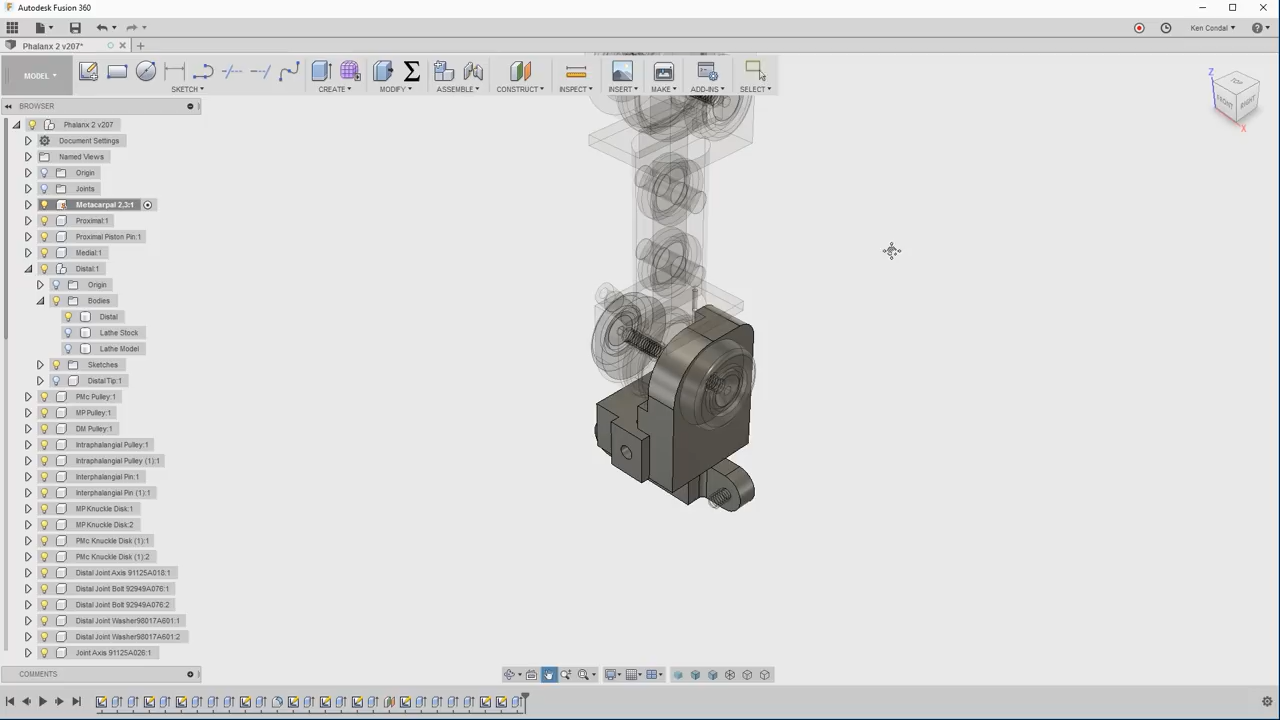 Autodesk Fusion 360
Ken Condal
Phalanx 2 v207*
MODEL
SKETCH
CREATE
MODIFY
ASSEMBLE
CONSTRUCT
INSPECT
INSERT
MAKE
ADD-INS
SELECT
TOP
FRONT
RIGHT
Z
X
BROWSER
Phalanx 2 v207
Document Settings
Named Views
Origin
Joints
Metacarpal 2,3:1
Proximal:1
Proximal Piston Pin:1
Medial:1
Distal:1
Origin
Bodies
Distal
Lathe Stock
Lathe Model
Sketches
DistalTip:1
PMc Pulley:1
MP Pulley:1
DM Pulley:1
Intraphalangial Pulley:1
Intraphalangial Pulley (1):1
Interphalangial Pin:1
Interphalangial Pin (1):1
MP Knuckle Disk:1
MP Knuckle Disk:2
PMc Knuckle Disk (1):1
PMc Knuckle Disk (1):2
Distal Joint Axis 91125A018:1
Distal Joint Bolt 92949A076:1
Distal Joint Bolt 92949A076:2
Distal Joint Washer98017A601:1
Distal Joint Washer98017A601:2
Joint Axis 91125A026:1
COMMENTS